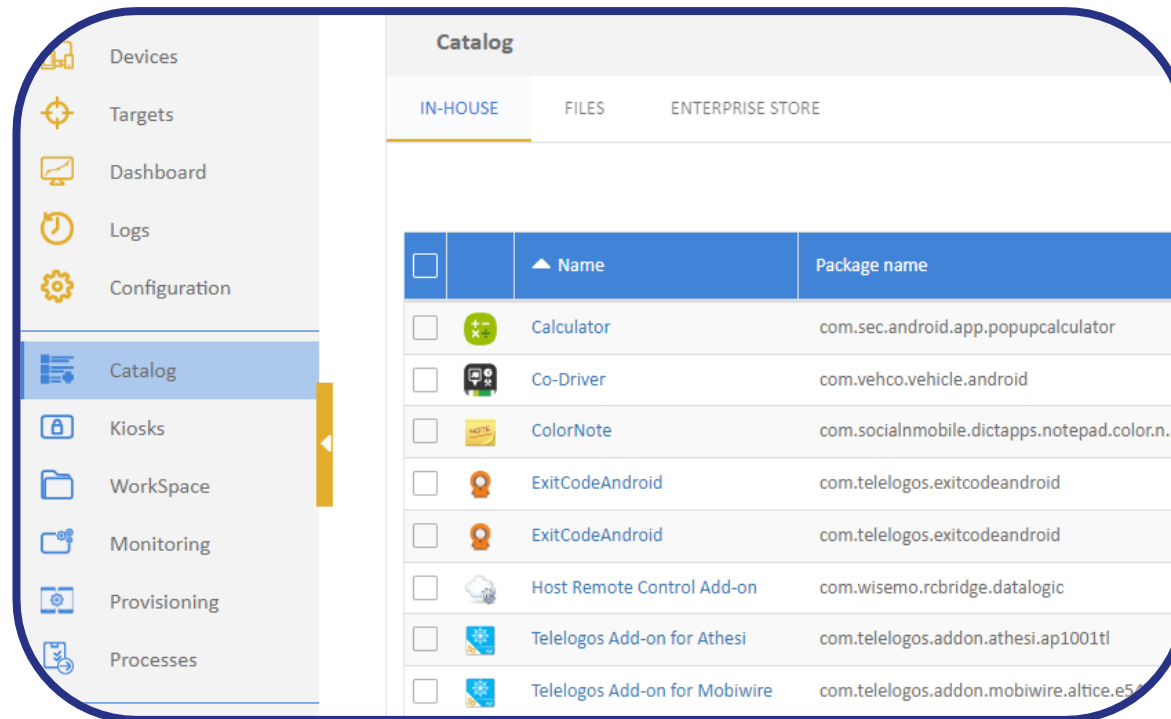 Devices
Targets
Dashboard
Logs
Configuration
Catalog
Kiosks
WorkSpace
Monitoring
Provisioning
Processes
Catalog
IN-HOUSE FILES ENTERPRISE STORE
Name Package name
Calculator com.sec.android.app.popupcalculator
Co-Driver com.vehco.vehicle.android
NOTE ColorNote com.socialnmobile.dictapps.notepad.color.n..
ExitCodeAndroid com.telelogos.exitcodeandroid
ExitCodeAndroid com.telelogos.exitcodeandroid
Host Remote Control Add-on com.wisemo.rcbridge.datalogic
Telelogos Add-on for Athesi com.telelogos.addon.athesi.ap1001tl
Telelogos Add-on for Mobiwire com.telelogos.addon.mobiwire.altice.e54